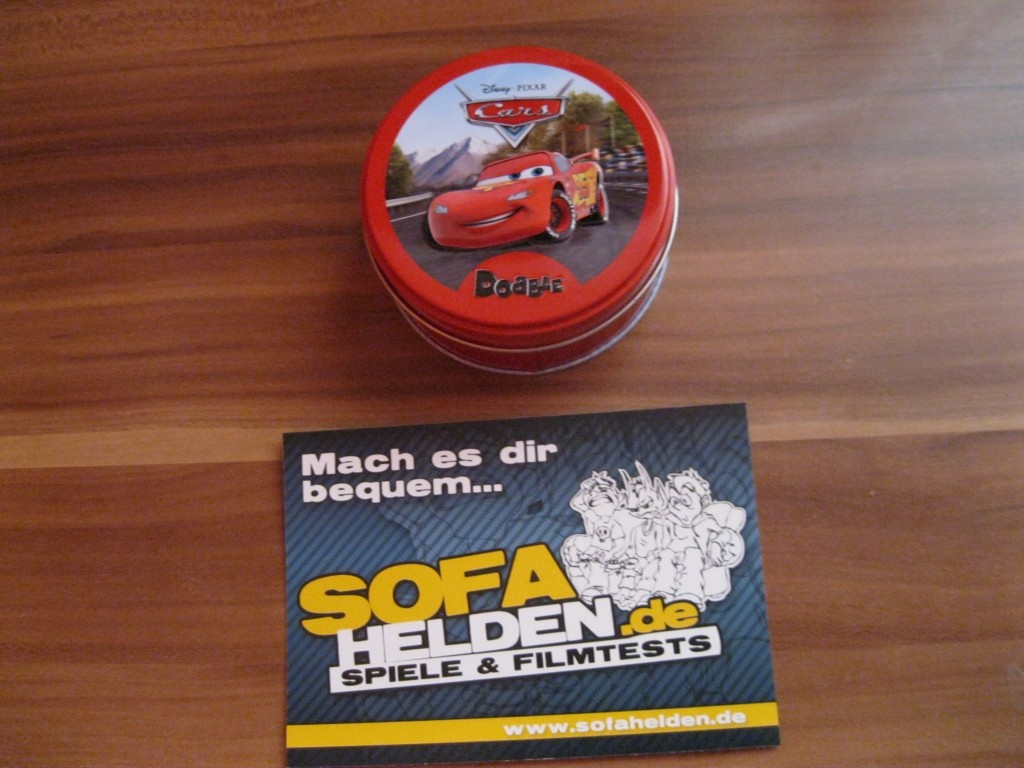 Disney · PIXAR
Cars
DOBBLE
Mach es dir
bequem...
SOFA
HELDEN.de
SPIELE & FILMTESTS
www.sofahelden.de